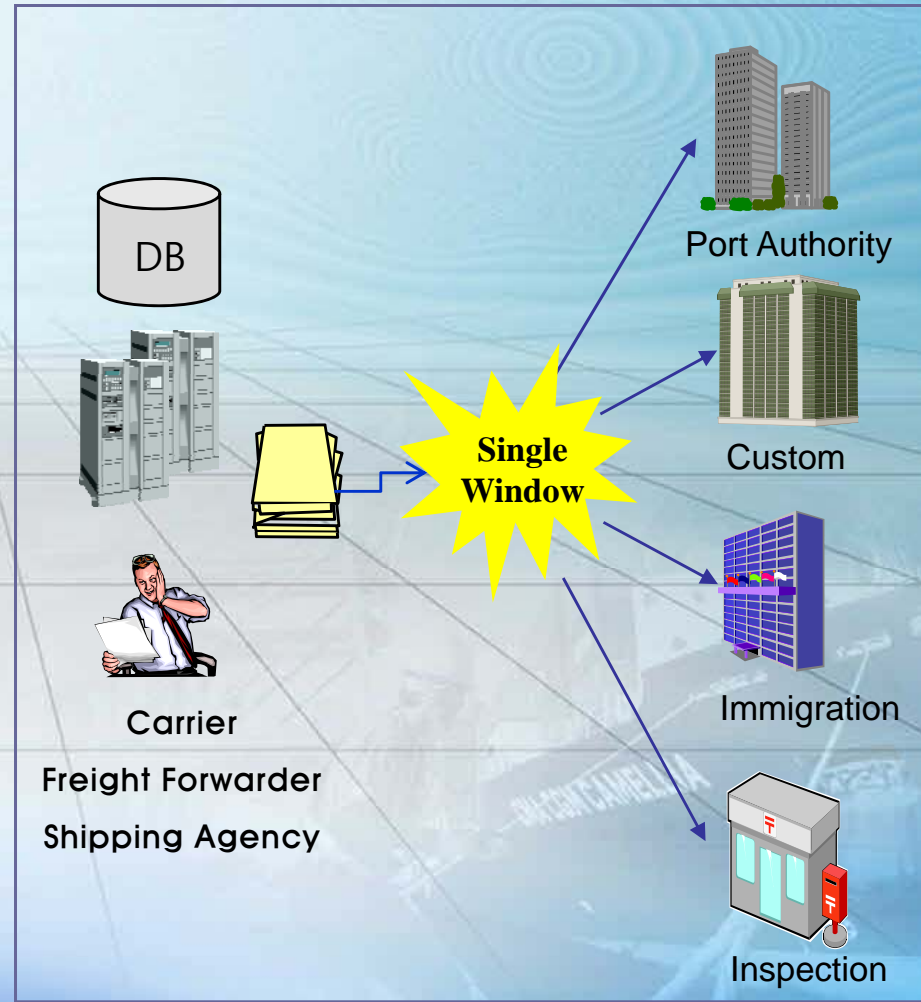 DB
Single
Window
Carrier
Freight Forwarder
Shipping Agency
Port Authority
Custom
Immigration
〒
〒
Inspection